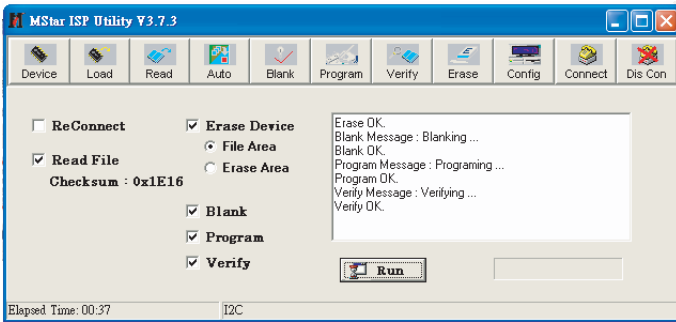 MStar ISP Utility V3.7.3
Device Load Read Auto Blank Program Verify Erase Config Connect Dis Con
ReConnect
Read File
Checksum : 0x1E16
Erase Device
File Area
Erase Area
Blank
Program
Verify
Erase OK.
Blank Message : Blanking ...
Blank OK.
Program Message : Programing ...
Program OK.
Verify Message : Verifying ...
Verify OK.
Run
Elapsed Time: 00:37 I2C